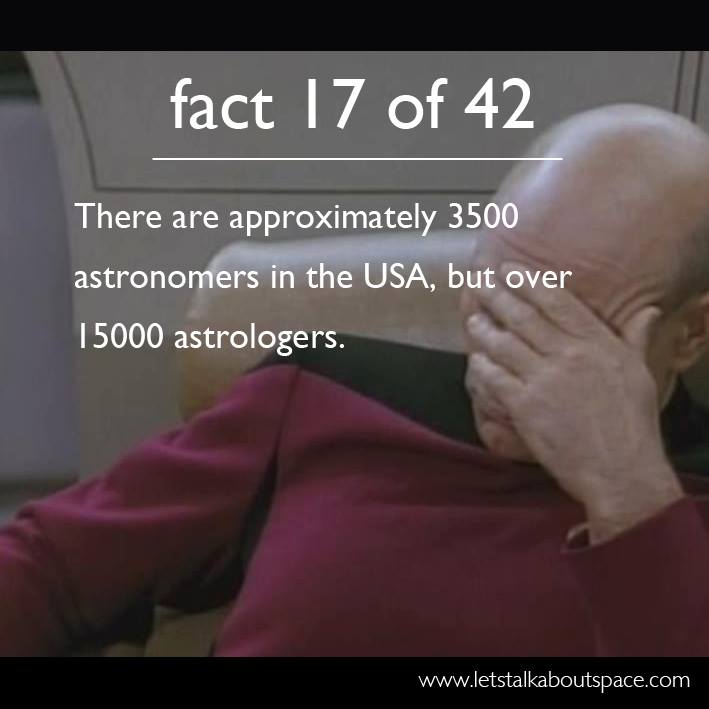 fact 17 of 42
There are approximately 3500
astronomers in the USA, but over
15000 astrologers.
www.letstalkaboutspace.com